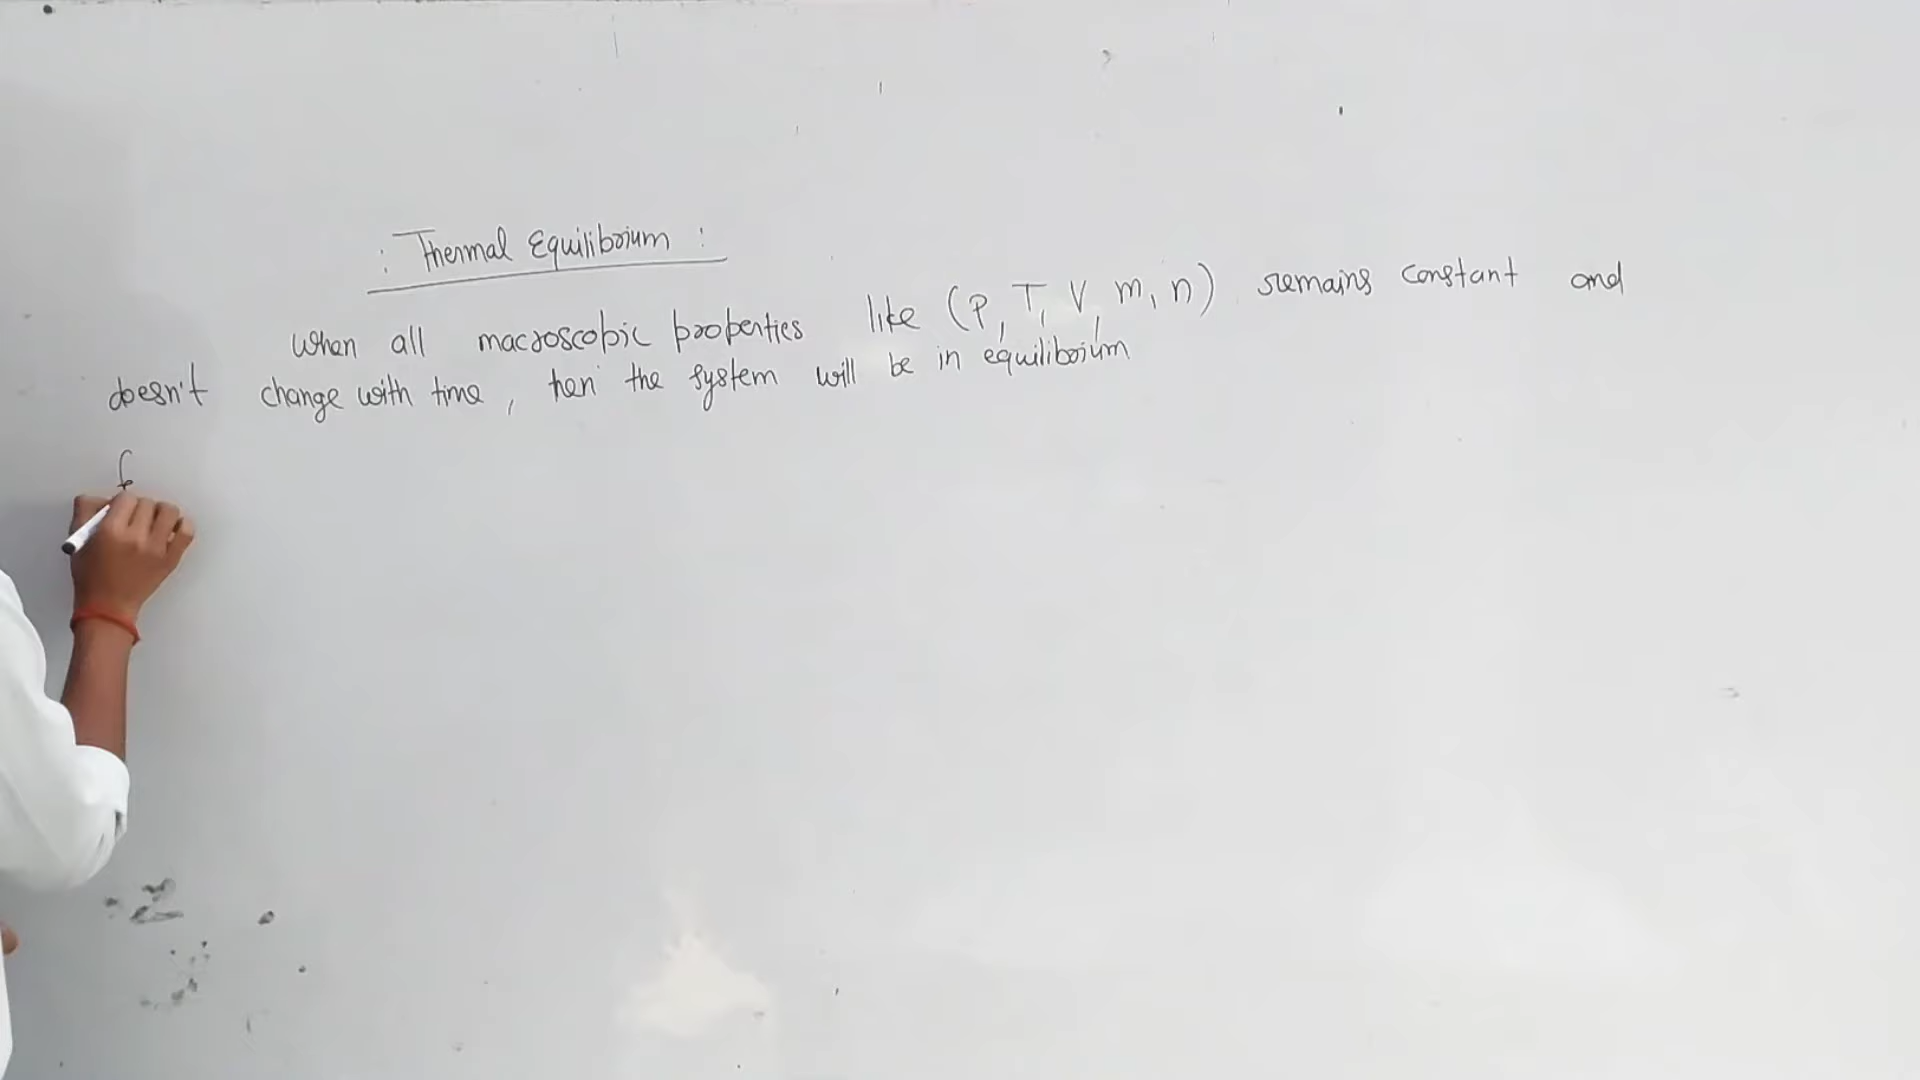 : Thermal Equilibrium :
When all macroscopic properties like (P, T, V, m, n) remains constant and
doesn't change with time, hen the system will be in equilibrium
f